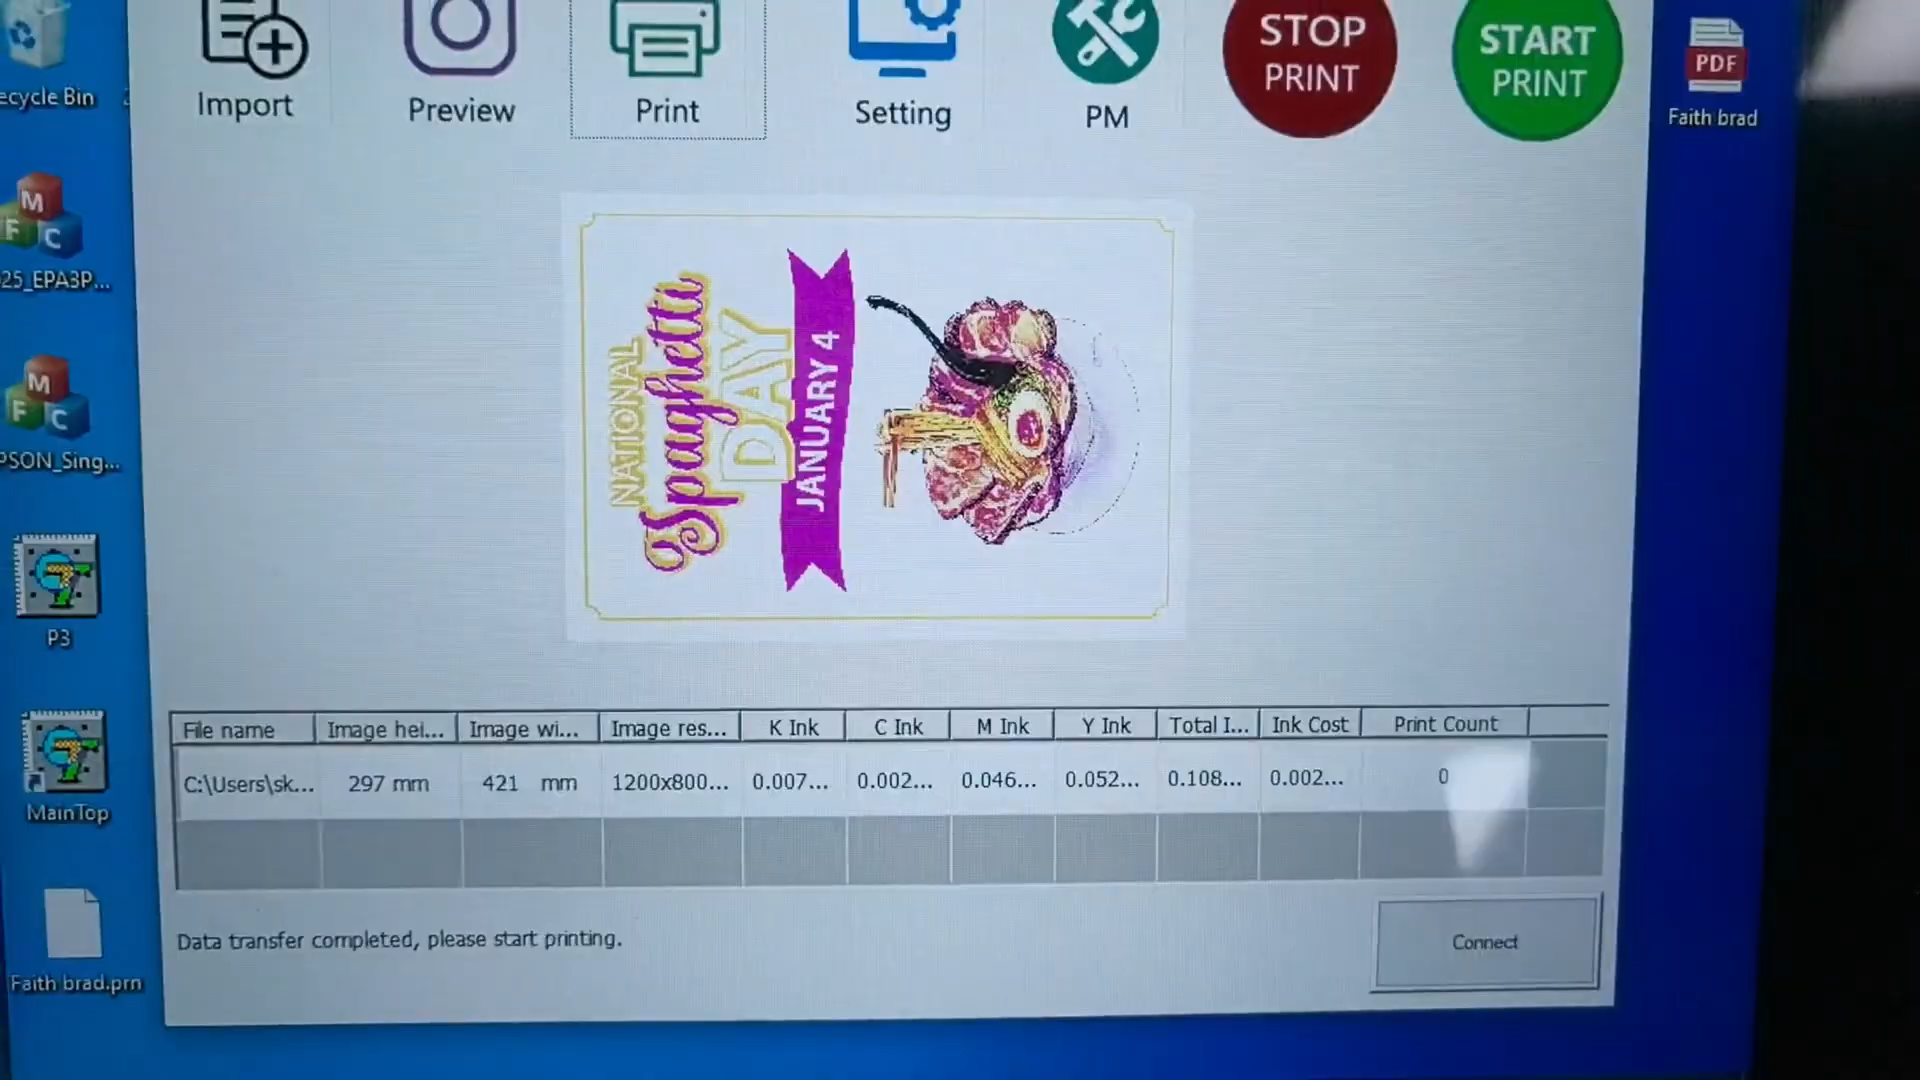 Import
Preview
Print
Setting
PM
STOP
PRINT
START
PRINT
PDF
Faith brad
ecycle Bin
M
F
C
25_EPA3P...
M
F
C
PSON_Sing...
P3
MainTop
Faith brad.prn
NATIONAL
Spaghetti
DAY
JANUARY 4
File name
Image hei...
Image wi...
Image res...
K Ink
C Ink
M Ink
Y Ink
Total I...
Ink Cost
Print Count
C:\Users\sk...
297 mm
421 mm
1200x800...
0.007...
0.002...
0.046...
0.052...
0.108...
0.002...
0
Data transfer completed, please start printing.
Connect